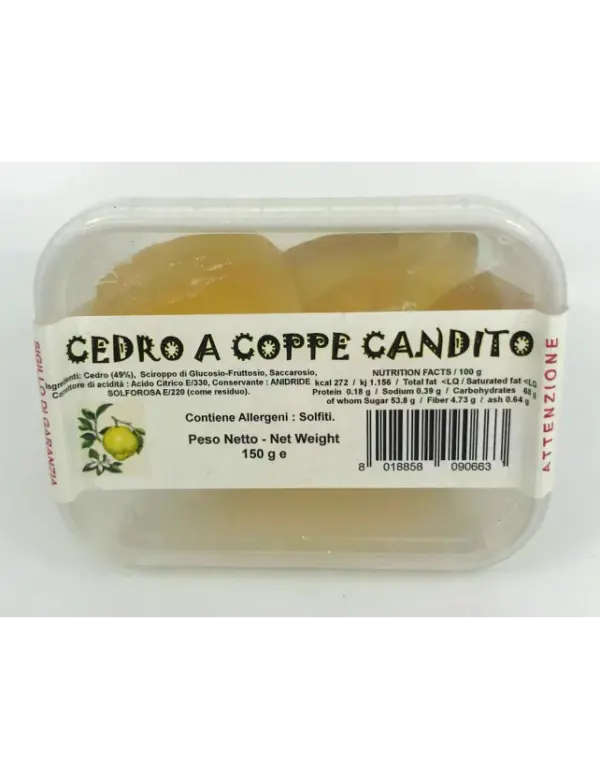 CEDRO A COPPE CANDITO
Ingredienti: Cedro (49%), Sciroppo di Glucosio-Fruttosio, Saccarosio,
Correttore di acidità : Acido Citrico E/330, Conservante : ANIDRIDE
SOLFOROSA E/220 (come residuo).
NUTRITION FACTS / 100 g
kcal 272 / kj 1.156 / Total fat <LQ / Saturated fat <LQ
Protein 0.18 g / Sodium 0.39 g / Carbohydrates 68 g
of whom Sugar 53.8 g / Fiber 4.73 g / ash 0.64 g
Contiene Allergeni : Solfiti.
Peso Netto - Net Weight
150 g e
8 018858 090663
SIGILLO DI GARANZIA
ATTENZIONE